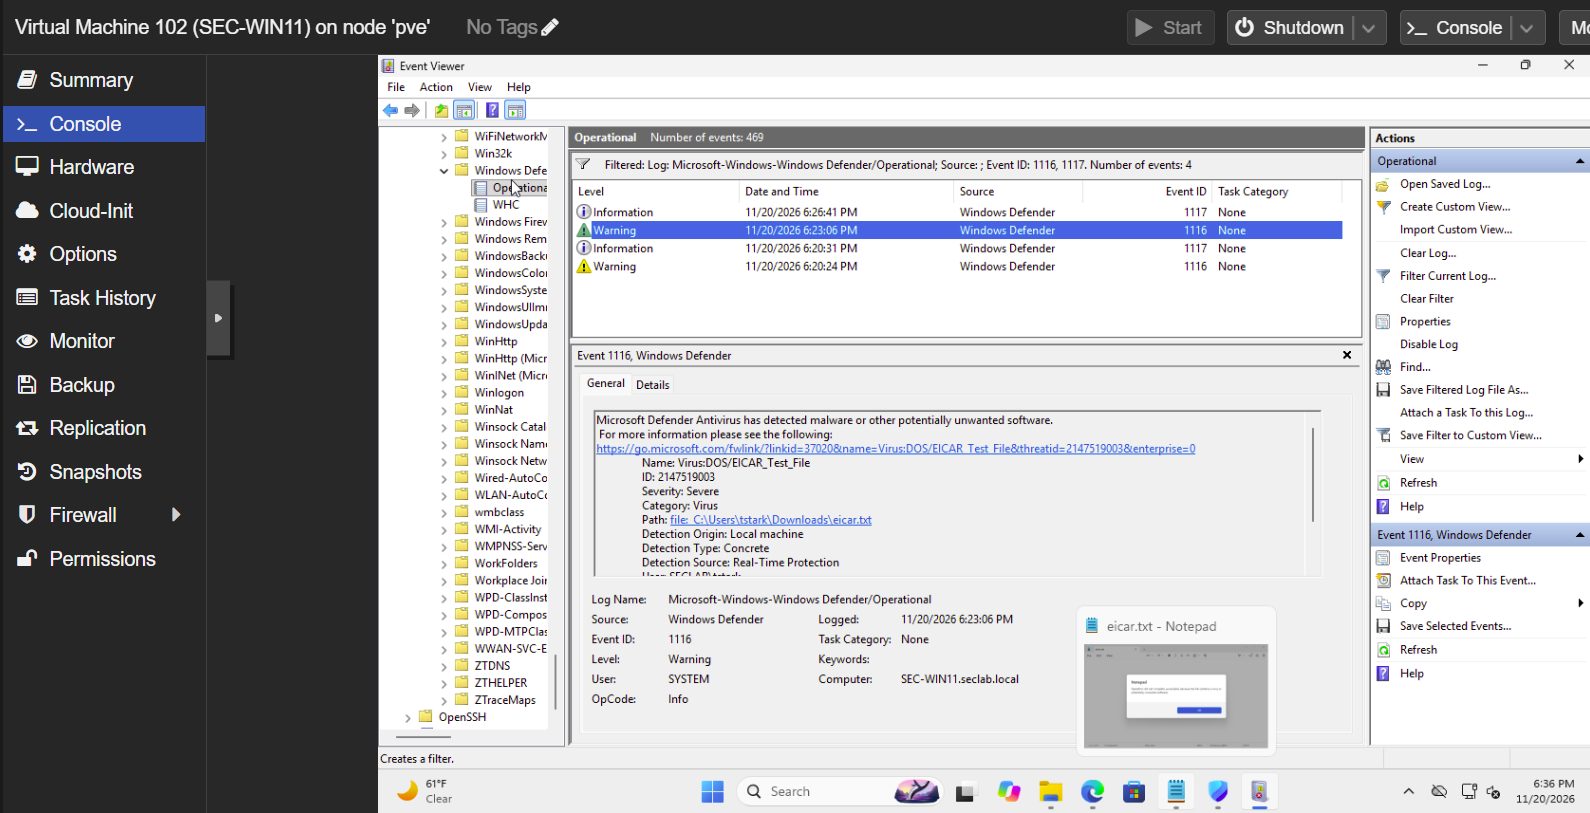 Virtual Machine 102 (SEC-WIN11) on node 'pve' No Tags Start Shutdown Console Mo
Summary
Console
Hardware
Cloud-Init
Options
Task History
Monitor
Backup
Replication
Snapshots
Firewall
Permissions
Event Viewer
File Action View Help
WiFiNetworkM
Win32k
Windows Defe
Operationa
WHC
Windows Firew
Windows Rem
WindowsBacku
WindowsColor
WindowsSyste
WindowsUIIm
WindowsUpda
WinHttp
WinHttp (Micr
WinINet (Micro
Winlogon
WinNat
Winsock Catal
Winsock Name
Winsock Netw
Wired-AutoCo
WLAN-AutoCo
wmbclass
WMI-Activity
WMPNSS-Serv
WorkFolders
Workplace Join
WPD-ClassInst
WPD-Compos
WPD-MTPClas
WWAN-SVC-E
ZTDNS
ZTHELPER
ZTraceMaps
OpenSSH
Operational Number of events: 469
Filtered: Log: Microsoft-Windows-Windows Defender/Operational; Source: ; Event ID: 1116, 1117. Number of events: 4
Level Date and Time Source Event ID Task Category
Information 11/20/2026 6:26:41 PM Windows Defender 1117 None
Warning 11/20/2026 6:23:06 PM Windows Defender 1116 None
Information 11/20/2026 6:20:31 PM Windows Defender 1117 None
Warning 11/20/2026 6:20:24 PM Windows Defender 1116 None
Event 1116, Windows Defender
General Details
Microsoft Defender Antivirus has detected malware or other potentially unwanted software.
For more information please see the following:
https://go.microsoft.com/fwlink/?linkid=37020&name=Virus:DOS/EICAR_Test_File&threatid=2147519003&enterprise=0
Name: Virus:DOS/EICAR_Test_File
ID: 2147519003
Severity: Severe
Category: Virus
Path: file:_C:\Users\tstark\Downloads\eicar.txt
Detection Origin: Local machine
Detection Type: Concrete
Detection Source: Real-Time Protection
User: SECLAB\tstark
Log Name: Microsoft-Windows-Windows Defender/Operational
Source: Windows Defender Logged: 11/20/2026 6:23:06 PM
Event ID: 1116 Task Category: None
Level: Warning Keywords:
User: SYSTEM Computer: SEC-WIN11.seclab.local
OpCode: Info
eicar.txt - Notepad
Notepad
Actions
Operational
Open Saved Log...
Create Custom View...
Import Custom View...
Clear Log...
Filter Current Log...
Clear Filter
Properties
Disable Log
Find...
Save Filtered Log File As...
Attach a Task To this Log...
Save Filter to Custom View...
View
Refresh
Help
Event 1116, Windows Defender
Event Properties
Attach Task To This Event...
Copy
Save Selected Events...
Refresh
Help
Creates a filter.
61°F
Clear
Search
6:36 PM
11/20/2026